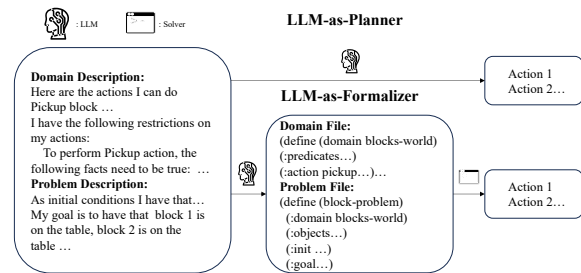 : LLM
: Solver
LLM-as-Planner
Domain Description:
Here are the actions I can do
Pickup block …
I have the following restrictions on
my actions:
To perform Pickup action, the
following facts need to be true: …
Problem Description:
As initial conditions I have that…
My goal is to have that block 1 is
on the table, block 2 is on the
table …
Action 1
Action 2…
LLM-as-Formalizer
Domain File:
(define (domain blocks-world)
(:predicates…)
(:action pickup…)…)
Problem File:
(define (block-problem)
(:domain blocks-world)
(:objects…)
(:init …)
(:goal…)
Action 1
Action 2…